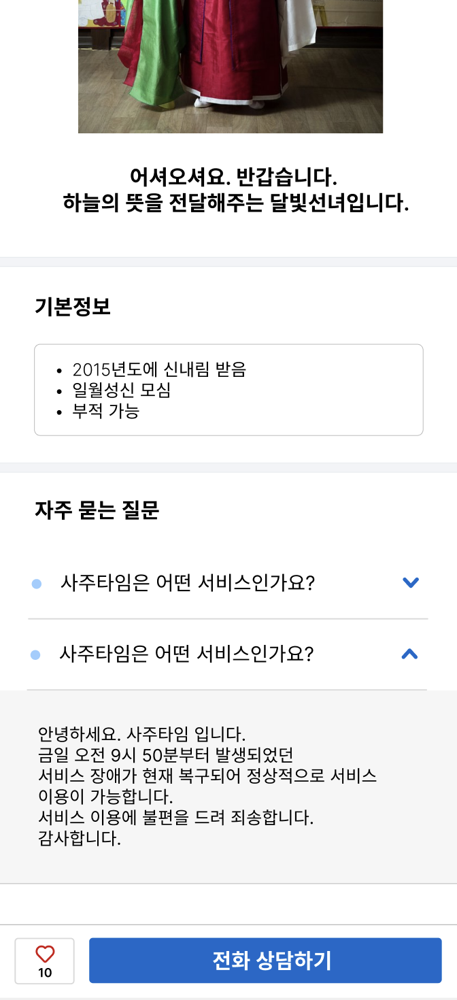 어셔오셔요. 반갑습니다.
하늘의 뜻을 전달해주는 달빛선녀입니다.
기본정보
• 2015년도에 신내림 받음
• 일월성신 모심
• 부적 가능
자주 묻는 질문
사주타임은 어떤 서비스인가요?
사주타임은 어떤 서비스인가요?
안녕하세요. 사주타임 입니다.
금일 오전 9시 50분부터 발생되었던
서비스 장애가 현재 복구되어 정상적으로 서비스
이용이 가능합니다.
서비스 이용에 불편을 드려 죄송합니다.
감사합니다.
10
전화 상담하기